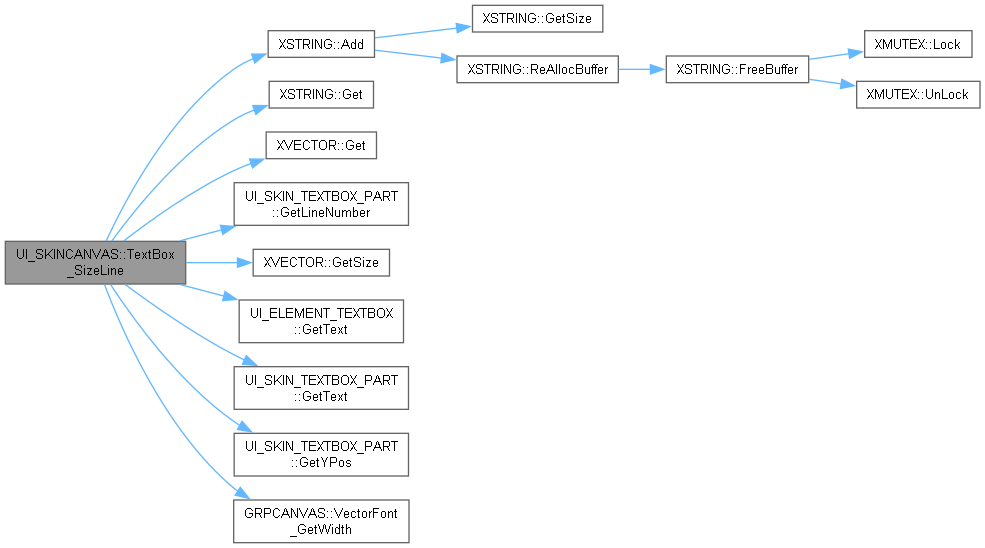 XSTRING::GetSize
XSTRING::Add
XMUTEX::Lock
XSTRING::ReAllocBuffer
XSTRING::FreeBuffer
XSTRING::Get
XMUTEX::UnLock
XVECTOR::Get
UI_SKIN_TEXTBOX_PART
::GetLineNumber
UI_SKINCANVAS::TextBox
_SizeLine
XVECTOR::GetSize
UI_ELEMENT_TEXTBOX
::GetText
UI_SKIN_TEXTBOX_PART
::GetText
UI_SKIN_TEXTBOX_PART
::GetYPos
GRPCANVAS::VectorFont
_GetWidth